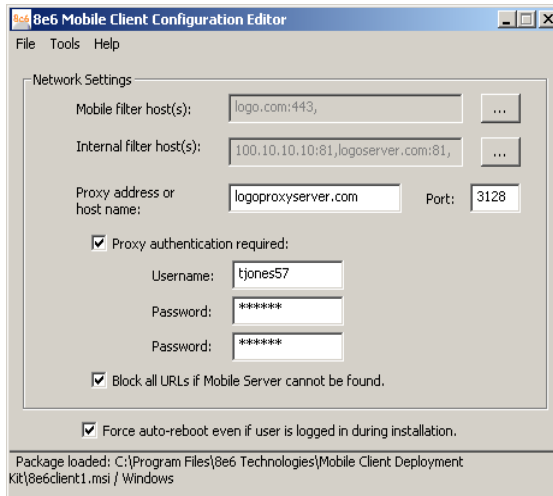 8e6 8e6 Mobile Client Configuration Editor
File Tools Help
Network Settings
Mobile filter host(s): logo.com:443, ...
Internal filter host(s): 100.10.10.10:81,logoserver.com:81, ...
Proxy address or
host name: logoproxyserver.com Port: 3128
Proxy authentication required:
Username: tjones57
Password: ******
Password: ******
Block all URLs if Mobile Server cannot be found.
Force auto-reboot even if user is logged in during installation.
Package loaded: C:\Program Files\8e6 Technologies\Mobile Client Deployment
Kit\8e6client1.msi / Windows